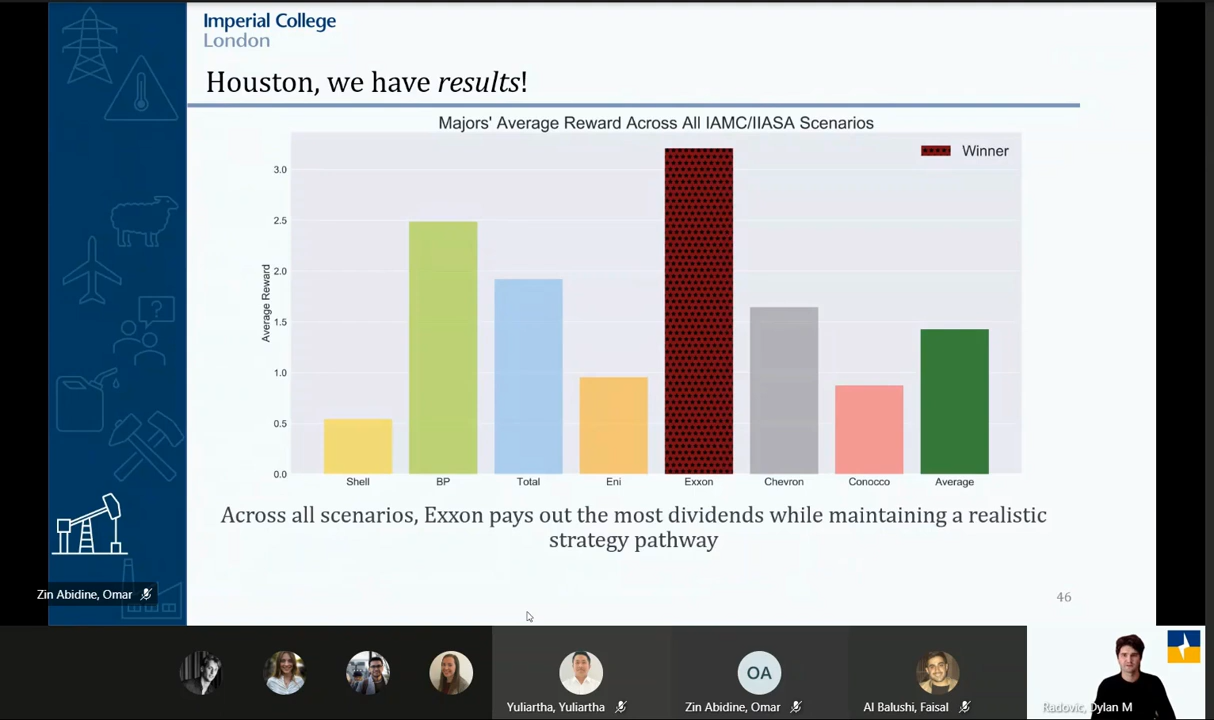 Imperial College
London
Houston, we have results!
Majors' Average Reward Across All IAMC/IIASA Scenarios
Winner
Average Reward
3.0
2.5
2.0
1.5
1.0
0.5
0.0
Shell BP Total Eni Exxon Chevron Conocco Average
Across all scenarios, Exxon pays out the most dividends while maintaining a realistic
strategy pathway
46
Zin Abidine, Omar
?
OA
Yuliartha, Yuliartha Zin Abidine, Omar Al Balushi, Faisal Radovic, Dylan M